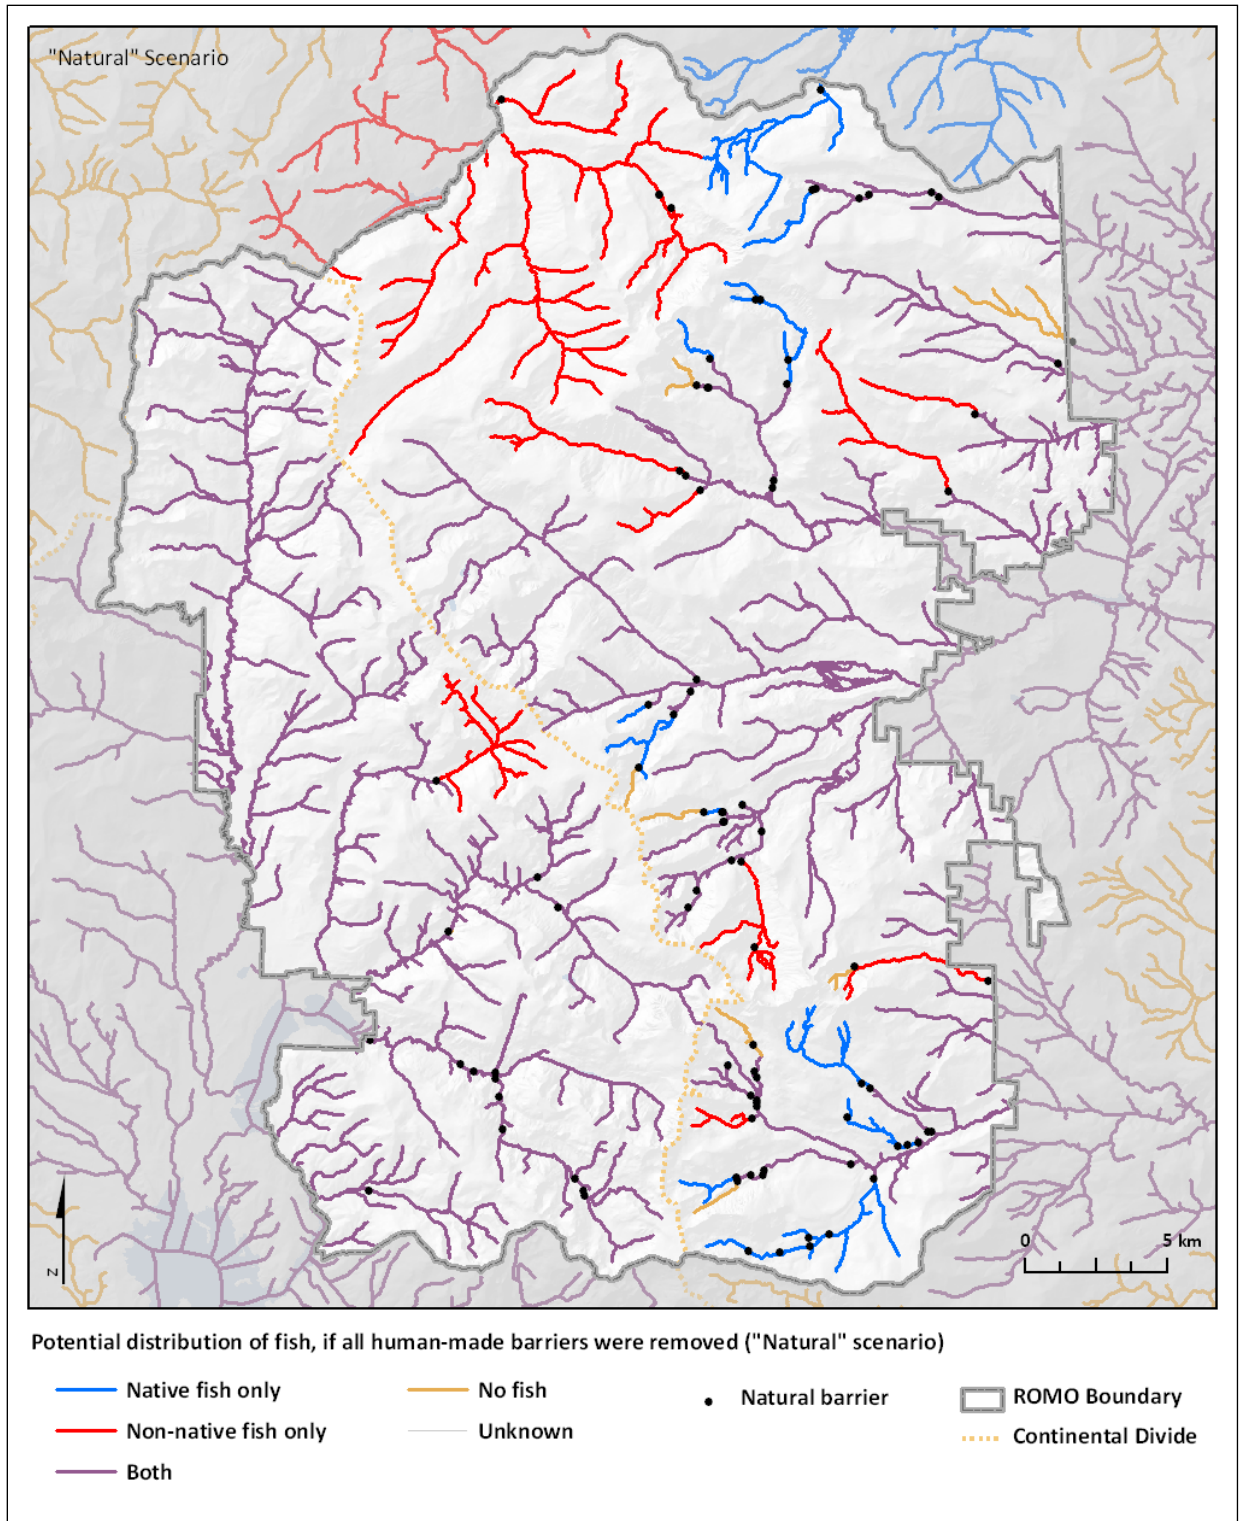 "Natural" Scenario
N
0 5 km
Potential distribution of fish, if all human-made barriers were removed ("Natural" scenario)
Native fish only
No fish
Natural barrier
ROMO Boundary
Non-native fish only
Unknown
Continental Divide
Both